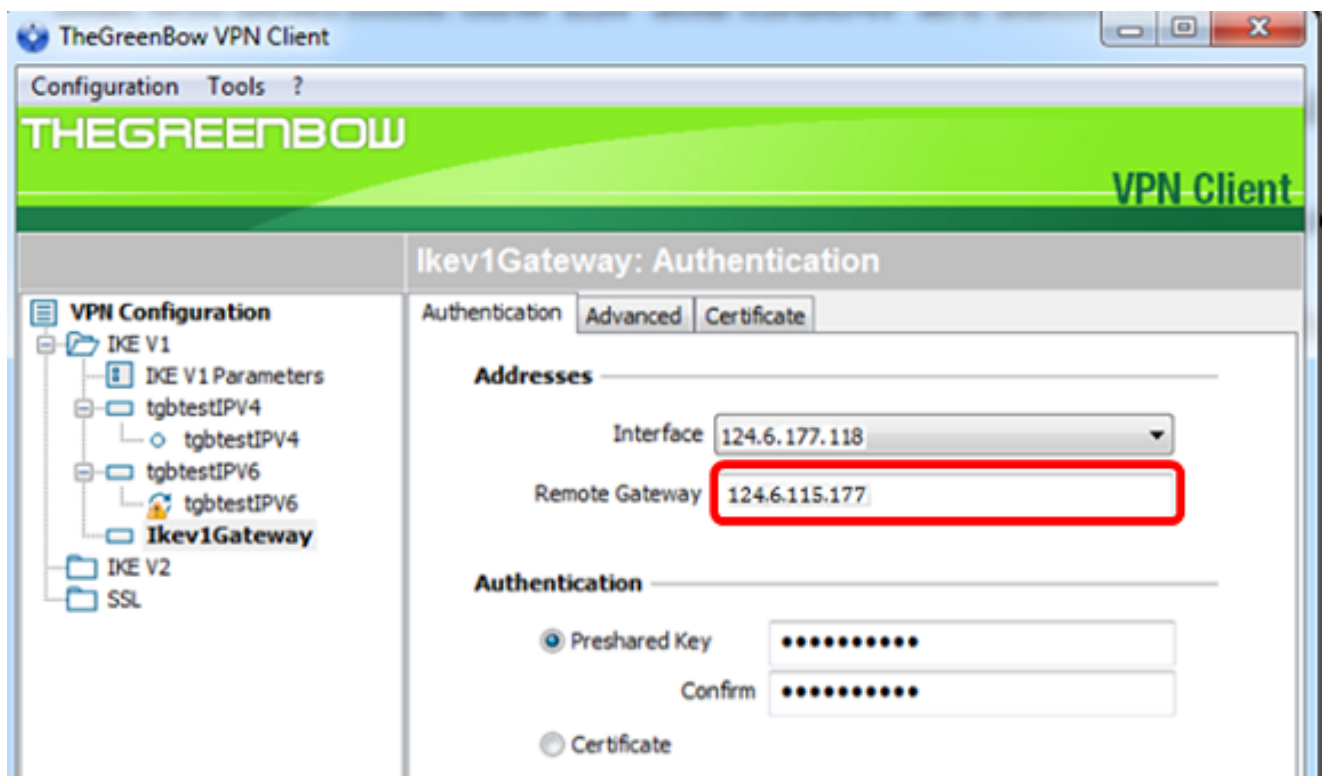 TheGreenBow VPN Client
Configuration Tools ?
THEGREENBOW
VPN Client
Ikev1Gateway: Authentication
VPN Configuration
IKE V1
IKE V1 Parameters
tgbtestIPV4
tgbtestIPV4
tgbtestIPV6
tgbtestIPV6
Ikev1Gateway
IKE V2
SSL
Authentication Advanced Certificate
Addresses
Interface 124.6.177.118
Remote Gateway 124.6.115.177
Authentication
Preshared Key ••••••••••
Confirm ••••••••••
Certificate